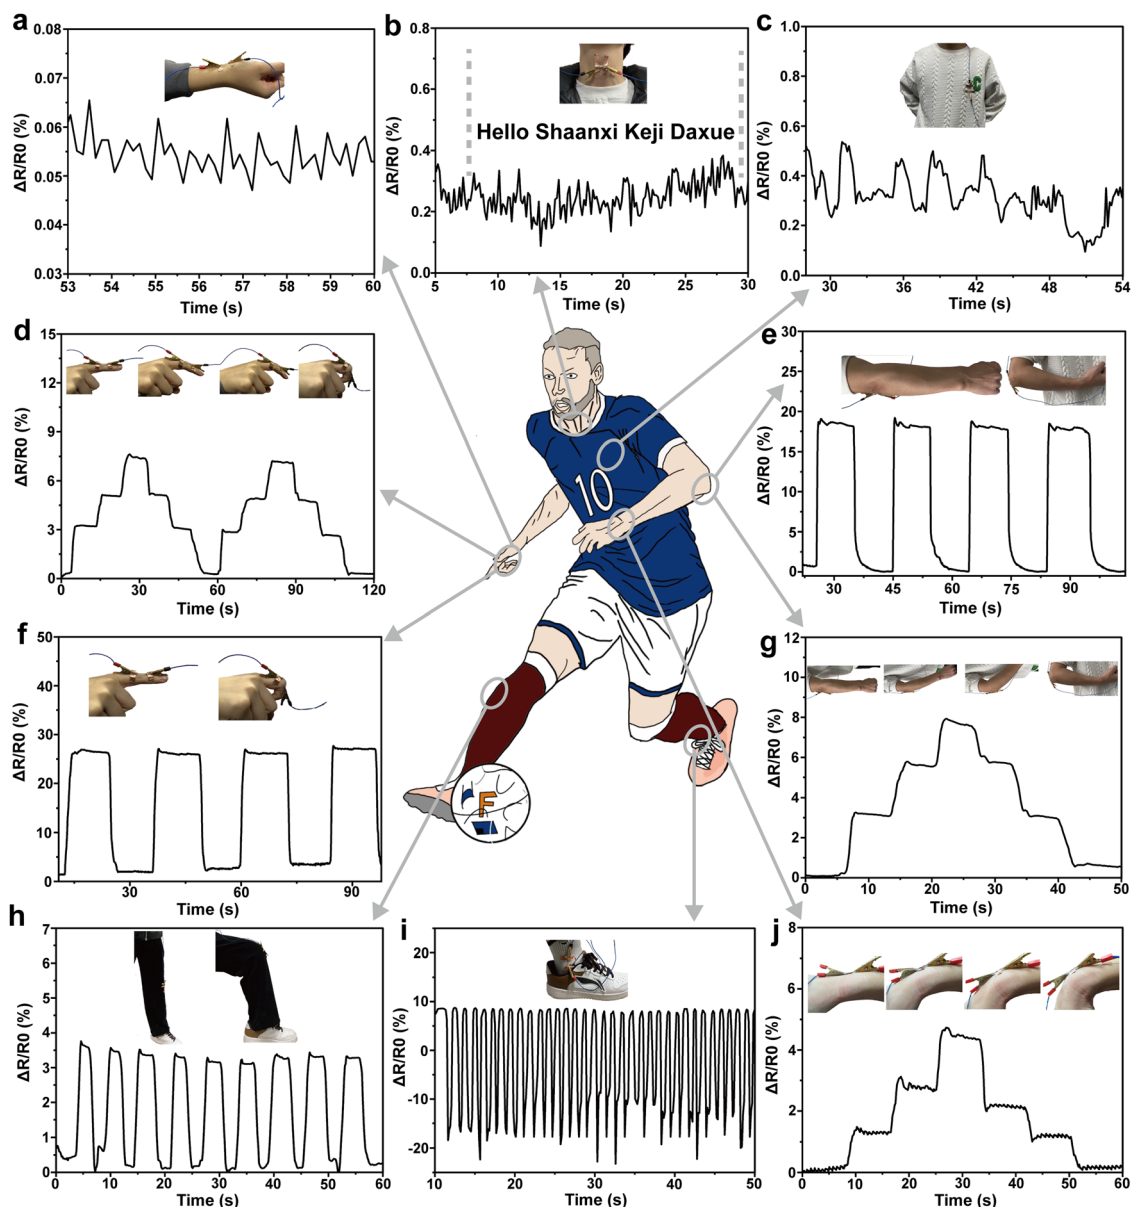 a
0.08
0.07
0.06
0.05
0.04
0.03
ΔR/R0 (%)
53 54 55 56 57 58 59 60
Time (s)
b
0.8
0.6
0.4
0.2
0.0
ΔR/R0 (%)
Hello Shaanxi Keji Daxue
5 10 15 20 25 30
Time (s)
c
1.0
0.8
0.6
0.4
0.2
0.0
ΔR/R0 (%)
30 36 42 48 54
Time (s)
d
15
12
9
6
3
0
ΔR/R0 (%)
0 30 60 90 120
Time (s)
10
F
e
30
25
20
15
10
5
0
ΔR/R0 (%)
30 45 60 75 90
Time (s)
f
50
40
30
20
10
0
ΔR/R0 (%)
30 60 90
Time (s)
g
12
10
8
6
4
2
0
ΔR/R0 (%)
0 10 20 30 40 50
Time (s)
h
7
6
5
4
3
2
1
0
ΔR/R0 (%)
0 10 20 30 40 50 60
Time (s)
i
25
20
10
0
-10
-20
ΔR/R0 (%)
10 20 30 40 50
Time (s)
j
8
6
4
2
0
ΔR/R0 (%)
0 10 20 30 40 50 60
Time (s)